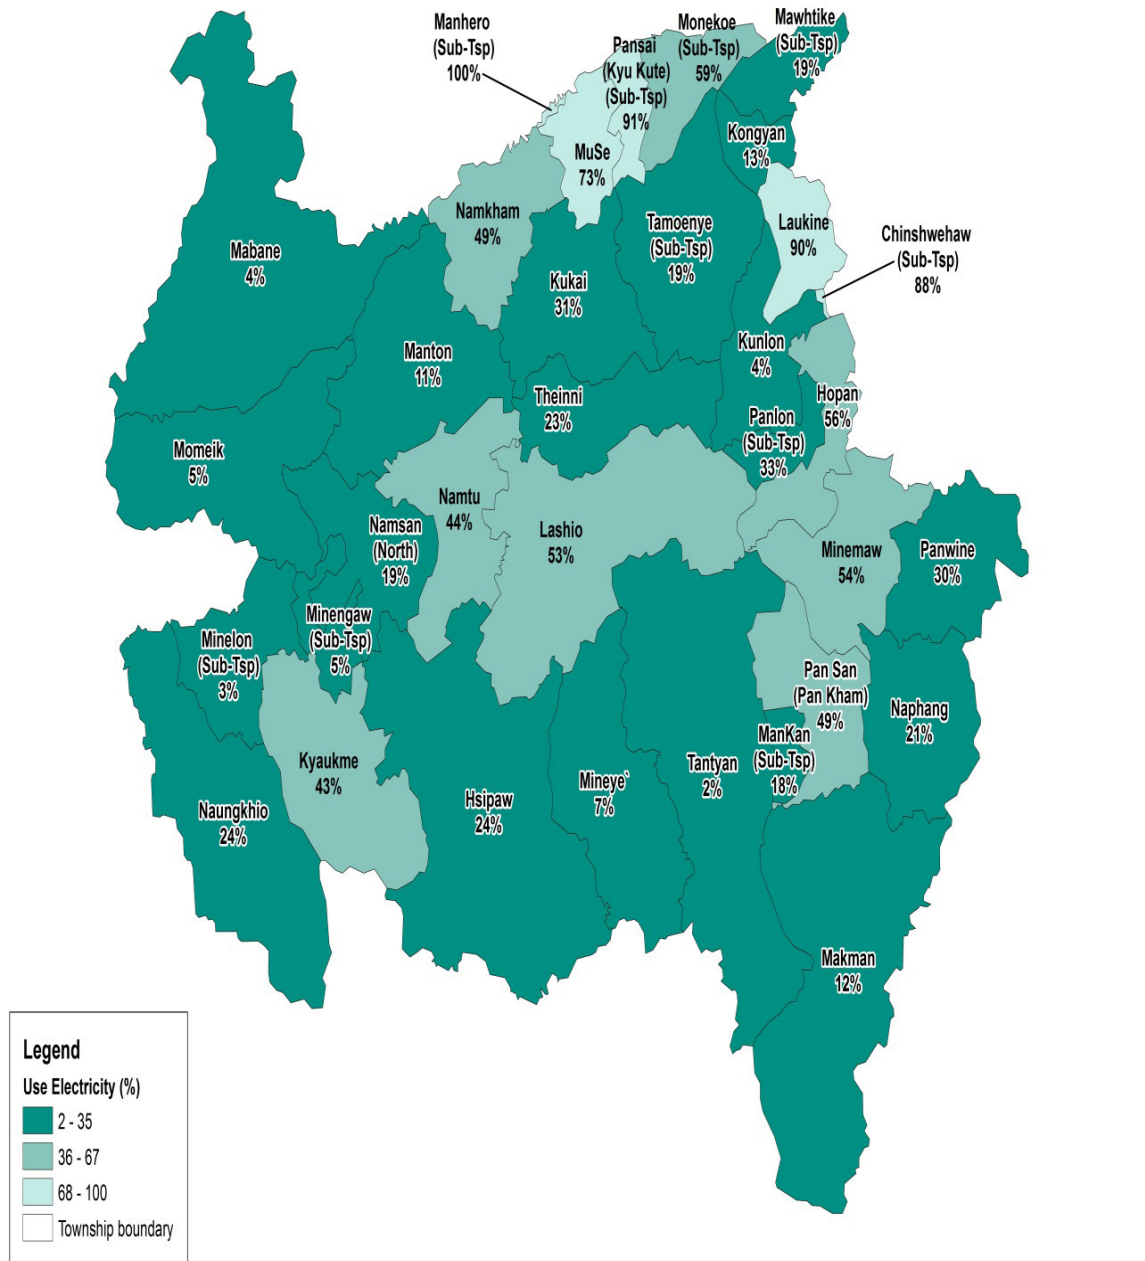 Manhero
(Sub-Tsp)
100%
Pansai
(Kyu Kute)
(Sub-Tsp)
91%
Monekoe
(Sub-Tsp)
59%
Mawhtike
(Sub-Tsp)
19%
Kongyan
13%
MuSe
73%
Namkham
49%
Tamoenye
(Sub-Tsp)
19%
Laukine
90%
Chinshwehaw
(Sub-Tsp)
88%
Mabane
4%
Kukai
31%
Manton
11%
Kunlon
4%
Theinni
23%
Hopan
56%
Panlon
(Sub-Tsp)
33%
Momeik
5%
Namtu
44%
Namsan
(North)
19%
Lashio
53%
Minemaw
54%
Panwine
30%
Minengaw
(Sub-Tsp)
5%
Minelon
(Sub-Tsp)
3%
Pan San
(Pan Kham)
49%
Naphang
21%
ManKan
(Sub-Tsp)
18%
Kyaukme
43%
Tantyan
2%
Mineye`
7%
Hsipaw
24%
Naungkhio
24%
Makman
12%
Legend
Use Electricity (%)
2 - 35
36 - 67
68 - 100
Township boundary